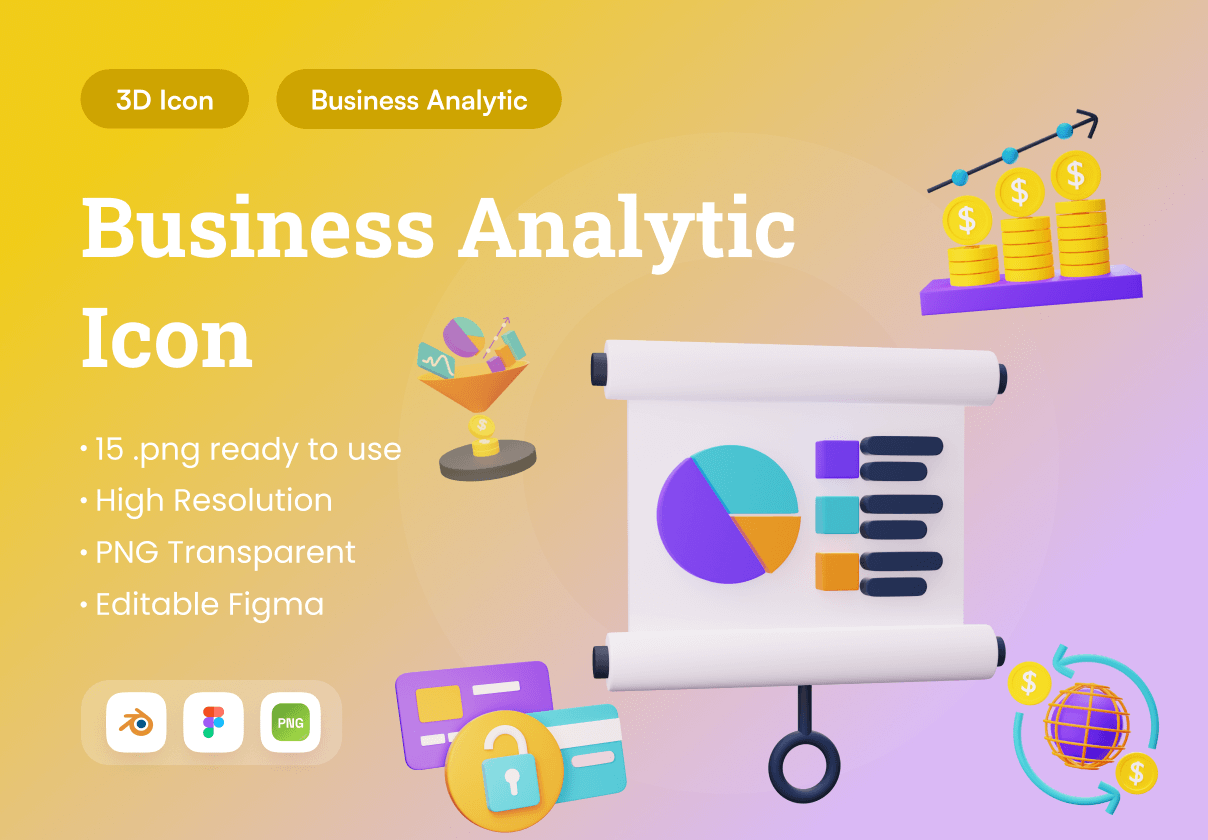 3D Icon
Business Analytic
Business Analytic
Icon
• 15 .png ready to use
• High Resolution
• PNG Transparent
• Editable Figma
PNG
$
$
$
$
$
$